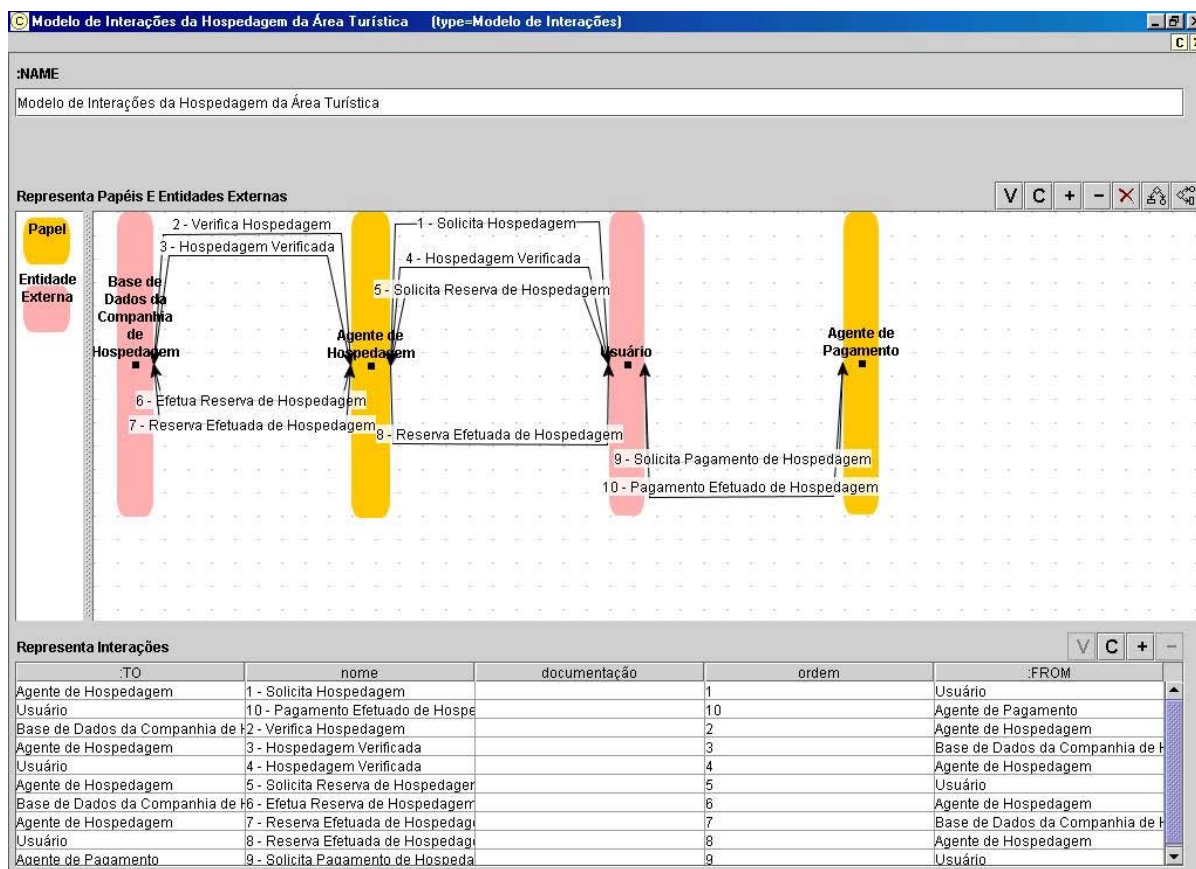 Modelo de Interações da Hospedagem da Área Turística (type=Modelo de Interações)
C
:NAME
Modelo de Interações da Hospedagem da Área Turística
Representa Papéis E Entidades Externas
V C + -
Papel
Entidade
Externa
2 - Verifica Hospedagem
3 - Hospedagem Verificada
1 - Solicita Hospedagem
4 - Hospedagem Verificada
5 - Solicita Reserva de Hospedagem
Base de
Dados da
Companhia
de
Hospedagem
Agente de
Hospedagem
Usuário
Agente de
Pagamento
6 - Efetua Reserva de Hospedagem
7 - Reserva Efetuada de Hospedagem
8 - Reserva Efetuada de Hospedagem
9 - Solicita Pagamento de Hospedagem
10 - Pagamento Efetuado de Hospedagem
Representa Interações
V C + -
:TO nome documentação ordem :FROM
Agente de Hospedagem 1 - Solicita Hospedagem 1 Usuário
Usuário 10 - Pagamento Efetuado de Hospe 10 Agente de Pagamento
Base de Dados da Companhia de H 2 - Verifica Hospedagem 2 Agente de Hospedagem
Agente de Hospedagem 3 - Hospedagem Verificada 3 Base de Dados da Companhia de H
Usuário 4 - Hospedagem Verificada 4 Agente de Hospedagem
Agente de Hospedagem 5 - Solicita Reserva de Hospedager 5 Usuário
Base de Dados da Companhia de H 6 - Efetua Reserva de Hospedagem 6 Agente de Hospedagem
Agente de Hospedagem 7 - Reserva Efetuada de Hospedag 7 Base de Dados da Companhia de H
Usuário 8 - Reserva Efetuada de Hospedag 8 Agente de Hospedagem
Agente de Pagamento 9 - Solicita Pagamento de Hospeda 9 Usuário